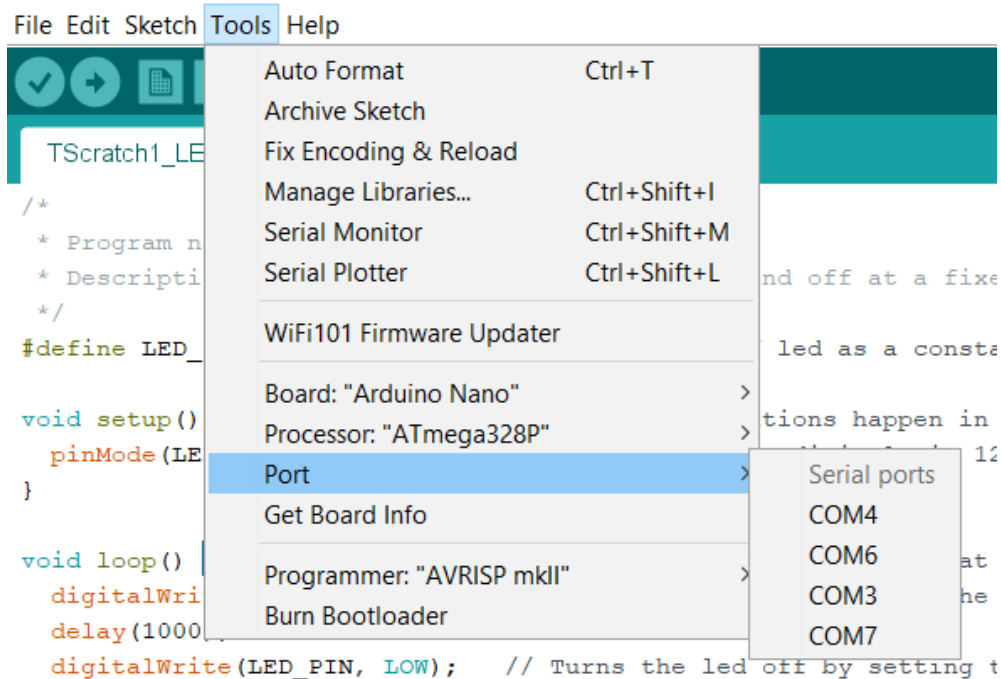 File Edit Sketch Tools Help
Auto Format Ctrl+T
Archive Sketch
Fix Encoding & Reload
Manage Libraries... Ctrl+Shift+I
Serial Monitor Ctrl+Shift+M
Serial Plotter Ctrl+Shift+L
WiFi101 Firmware Updater
Board: "Arduino Nano"
Processor: "ATmega328P"
Port
Get Board Info
Programmer: "AVRISP mkII"
Burn Bootloader
Serial ports
COM4
COM6
COM3
COM7
TScratch1_LE
/*
* Program n
* Descripti nd off at a fixe
*/
#define LED_ led as a consta
void setup() tions happen in
pinMode(LE 12
}
void loop() at
digitalWri he
delay(1000
digitalWrite(LED_PIN, LOW); // Turns the led off by setting t